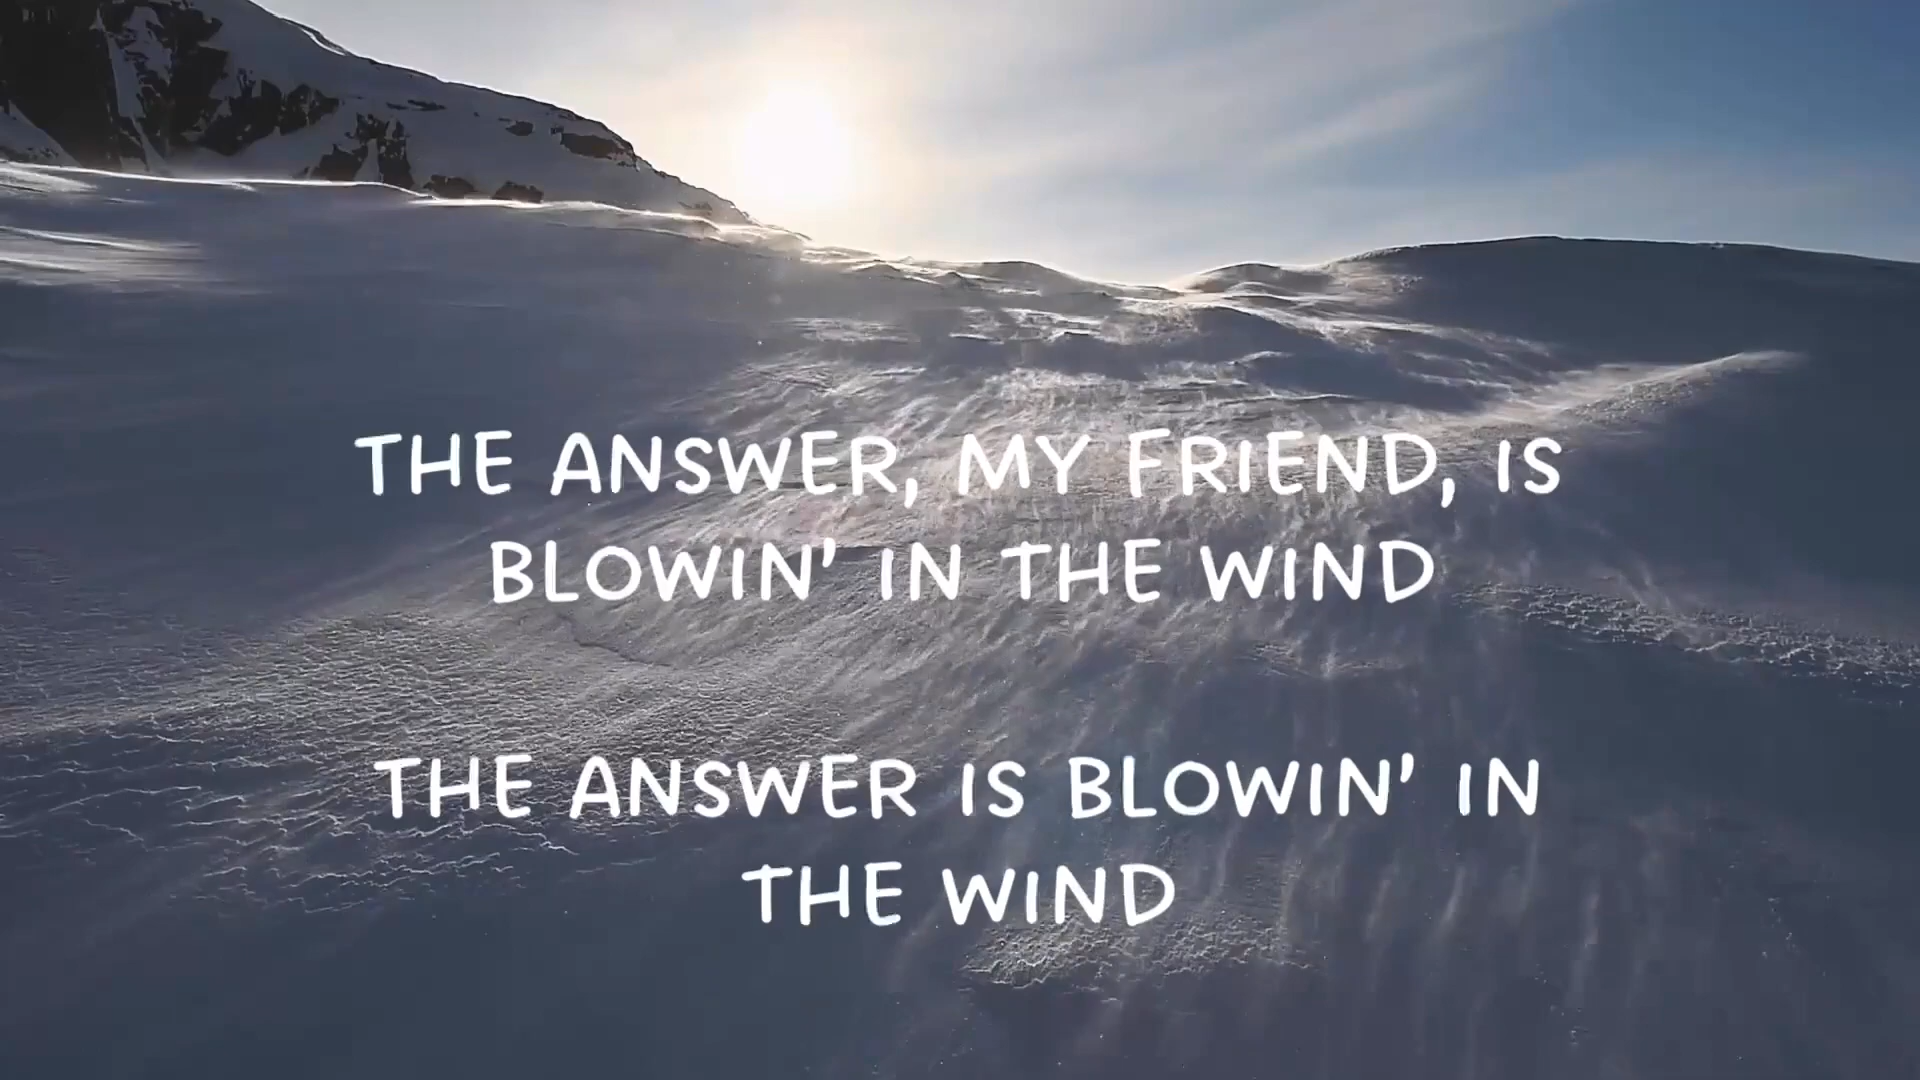 THE ANSWER, MY FRIEND, IS
BLOWIN' IN THE WIND
THE ANSWER IS BLOWIN' IN
THE WIND